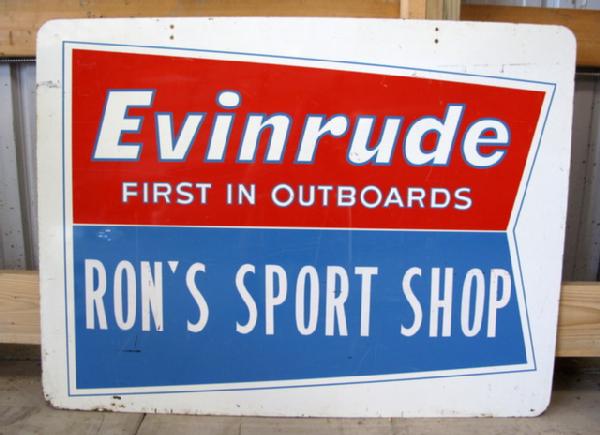 Evinrude
FIRST IN OUTBOARDS
RON'S SPORT SHOP